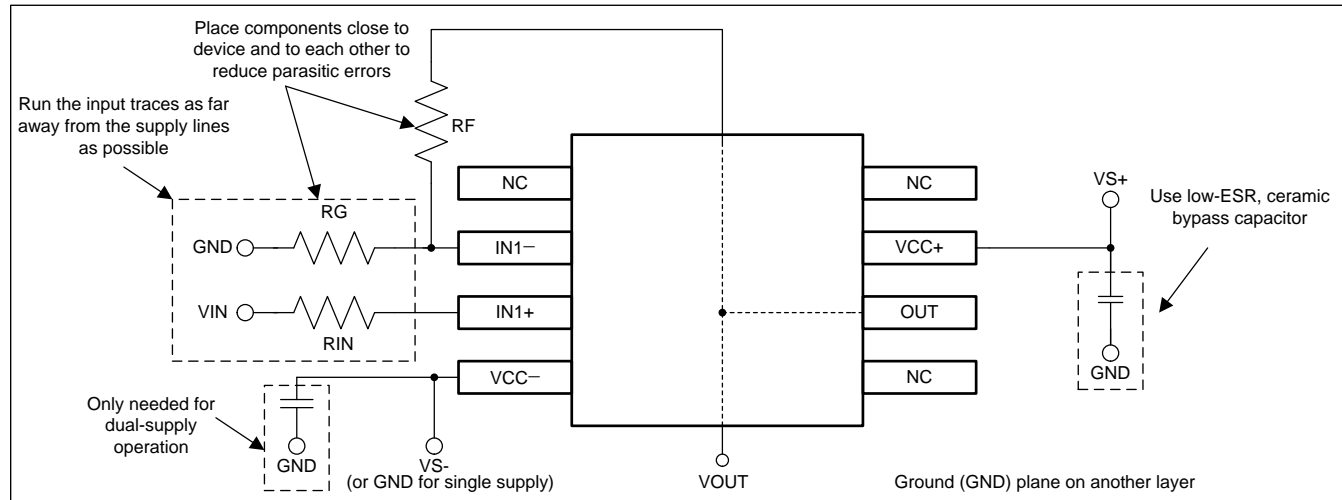 Place components close to
device and to each other to
reduce parasitic errors
Run the input traces as far
away from the supply lines
as possible
RF
NC
NC
VS+
Use low-ESR, ceramic
bypass capacitor
RG
GND
IN1−
VCC+
VIN
IN1+
OUT
RIN
VCC−
NC
GND
Only needed for
dual-supply
operation
GND
VS-
(or GND for single supply)
VOUT
Ground (GND) plane on another layer